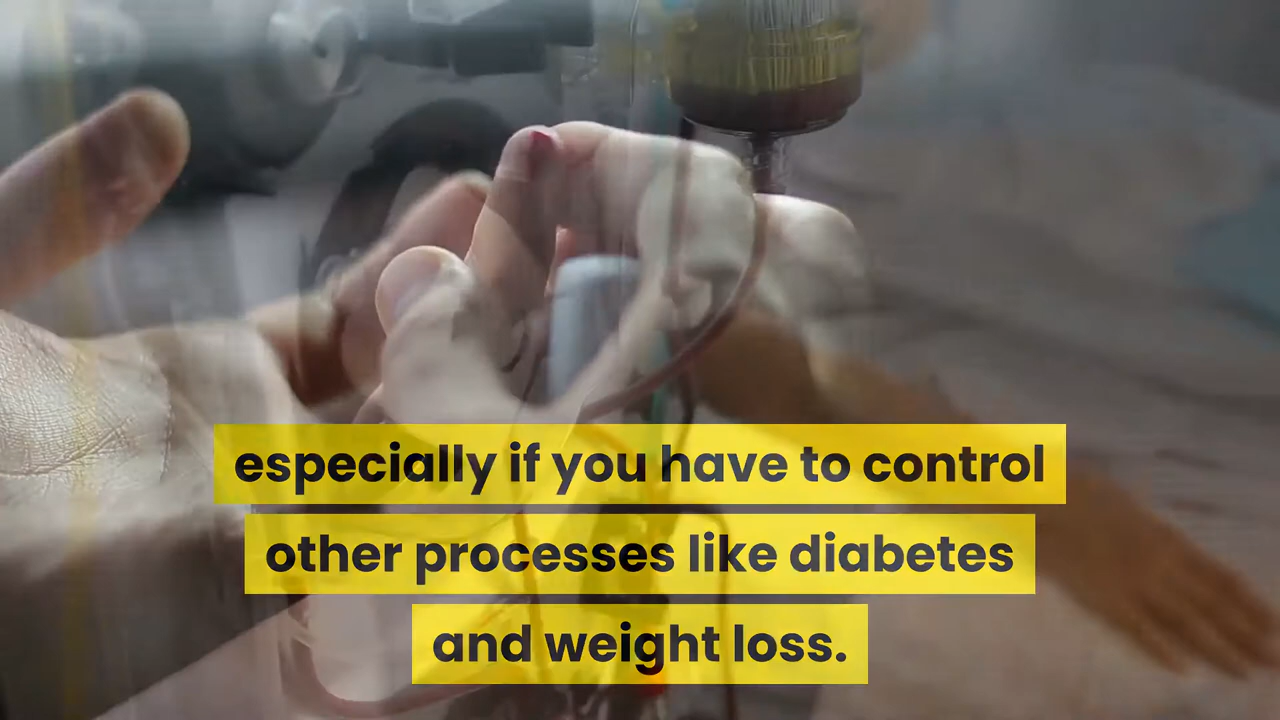 especially if you have to control
other processes like diabetes
and weight loss.